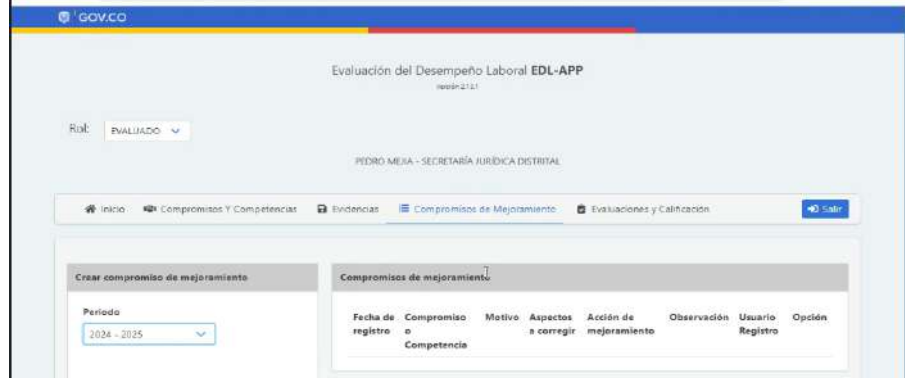 GOV.CO
Evaluación del Desempeño Laboral EDL-APP
Rol: EVALUADO
PEDRO MEJIA - SECRETARÍA JURÍDICA DISTRITAL
Inicio Compromisos Y Competencias Evidencias Compromisos de Mejoramiento Evaluaciones y Calificación Salir
Crear compromiso de mejoramiento
Periodo
2024 - 2025
Compromisos de mejoramiento
Fecha de registro Compromiso o Competencia Motivo Aspectos a corregir Acción de mejoramiento Observación Usuario Registro Opción